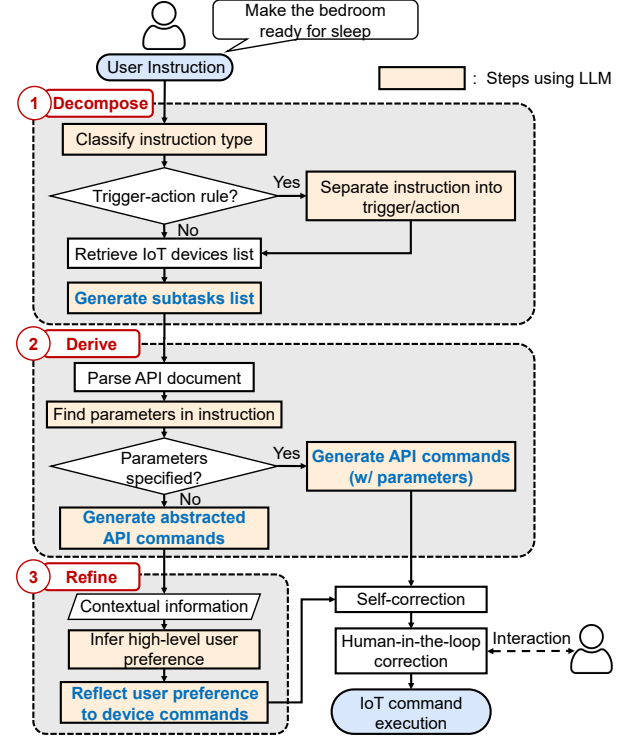 Make the bedroom
ready for sleep
User Instruction
: Steps using LLM
1 Decompose
Classify instruction type
Trigger-action rule?
Yes
Separate instruction into
trigger/action
No
Retrieve IoT devices list
Generate subtasks list
2 Derive
Parse API document
Find parameters in instruction
Parameters
specified?
Yes
Generate API commands
(w/ parameters)
No
Generate abstracted
API commands
3 Refine
Contextual information
Infer high-level user
preference
Reflect user preference
to device commands
Self-correction
Human-in-the-loop
correction
Interaction
IoT command
execution